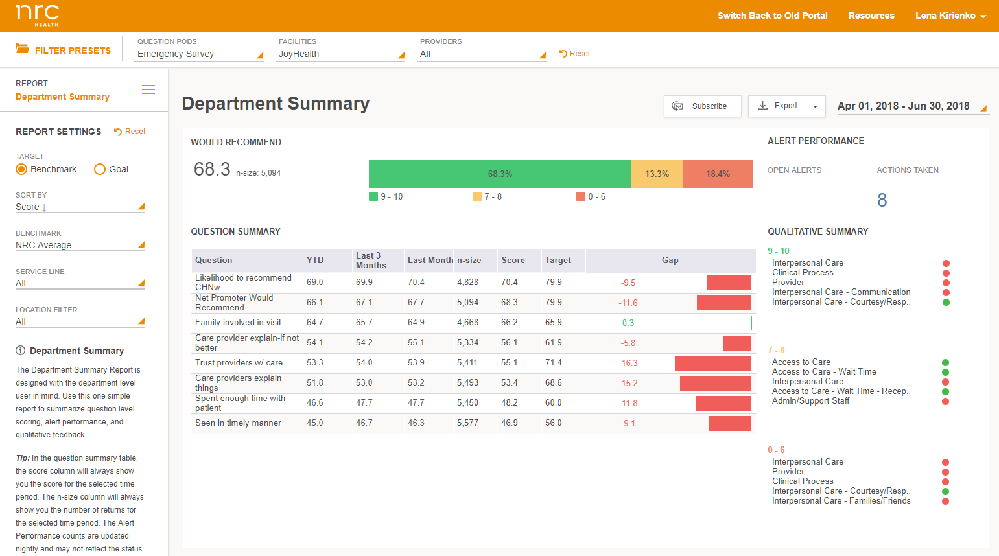 nrc
HEALTH
Switch Back to Old Portal
Resources
Lena Kirienko
FILTER PRESETS
QUESTION PODS
Emergency Survey
FACILITIES
JoyHealth
PROVIDERS
All
Reset
REPORT
Department Summary
REPORT SETTINGS
Reset
TARGET
Benchmark
Goal
SORT BY
Score ↓
BENCHMARK
NRC Average
SERVICE LINE
All
LOCATION FILTER
All
Department Summary
The Department Summary Report is
designed with the department level
user in mind. Use this one simple
report to summarize question level
scoring, alert performance, and
qualitative feedback.
Tip: In the question summary table,
the score column will always show
you the score for the selected time
period. The n-size column will always
show you the number of returns for
the selected time period. The Alert
Performance counts are updated
nightly and may not reflect the status
Department Summary
Subscribe
Export
Apr 01, 2018 - Jun 30, 2018
WOULD RECOMMEND
68.3 n-size: 5,094
68.3% 13.3% 18.4%
9 - 10 7 - 8 0 - 6
QUESTION SUMMARY
Question YTD Last 3 Months Last Month n-size Score Target Gap
Likelihood to recommend CHNw 69.0 69.9 70.4 4,828 70.4 79.9 -9.5
Net Promoter Would Recommend 66.1 67.1 67.7 5,094 68.3 79.9 -11.6
Family involved in visit 64.7 65.7 64.9 4,668 66.2 65.9 0.3
Care provider explain-if not better 54.1 54.2 55.1 5,334 56.1 61.9 -5.8
Trust providers w/ care 53.3 54.0 53.9 5,411 55.1 71.4 -16.3
Care providers explain things 51.8 53.0 53.2 5,493 53.4 68.6 -15.2
Spent enough time with patient 46.6 47.7 47.7 5,450 48.2 60.0 -11.8
Seen in timely manner 45.0 46.7 46.3 5,577 46.9 56.0 -9.1
ALERT PERFORMANCE
OPEN ALERTS
ACTIONS TAKEN
8
QUALITATIVE SUMMARY
9 - 10
Interpersonal Care
Clinical Process
Provider
Interpersonal Care - Communication
Interpersonal Care - Courtesy/Resp..
7 - 8
Access to Care
Access to Care - Wait Time
Interpersonal Care
Access to Care - Wait Time - Recep..
Admin/Support Staff
0 - 6
Interpersonal Care
Provider
Clinical Process
Interpersonal Care - Courtesy/Resp..
Interpersonal Care - Families/Friends